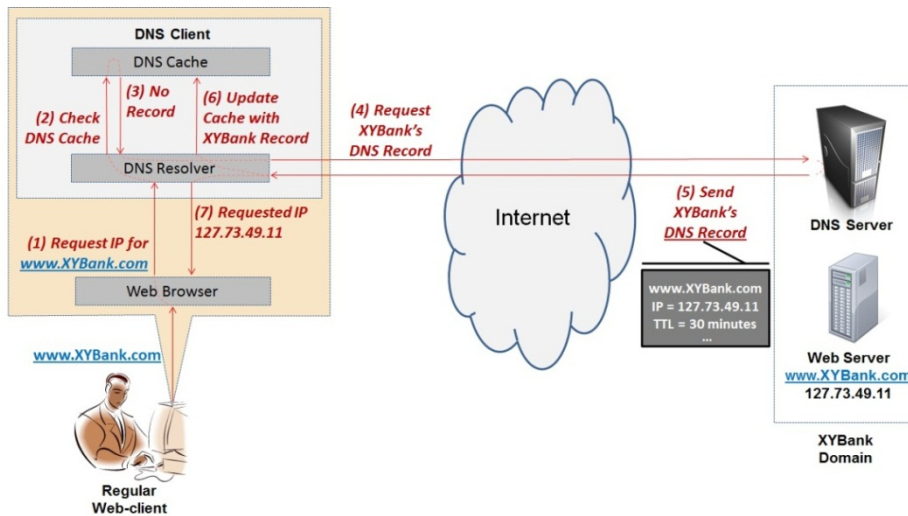 DNS Client
DNS Cache
(2) Check
DNS Cache
(3) No
Record
(6) Update
Cache with
XYBank Record
DNS Resolver
(1) Request IP for
www.XYBank.com
(7) Requested IP
127.73.49.11
Web Browser
www.XYBank.com
Regular
Web-client
(4) Request
XYBank's
DNS Record
Internet
(5) Send
XYBank's
DNS Record
www.XYBank.com
IP = 127.73.49.11
TTL = 30 minutes
...
DNS Server
Web Server
www.XYBank.com
127.73.49.11
XYBank
Domain